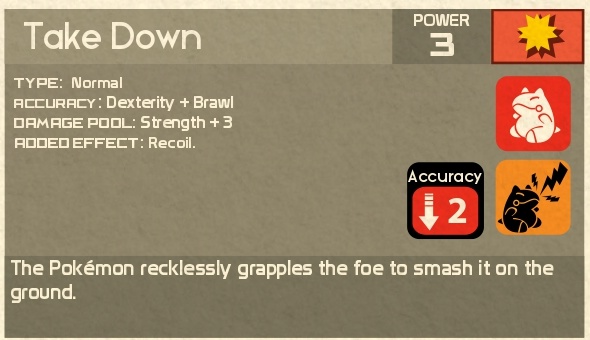 Take Down
POWER
3
TYPE: Normal
ACCURACY: Dexterity + Brawl
DAMAGE POOL: Strength + 3
ADDED EFFECT: Recoil.
Accuracy
2
The Pokémon recklessly grapples the foe to smash it on the
ground.